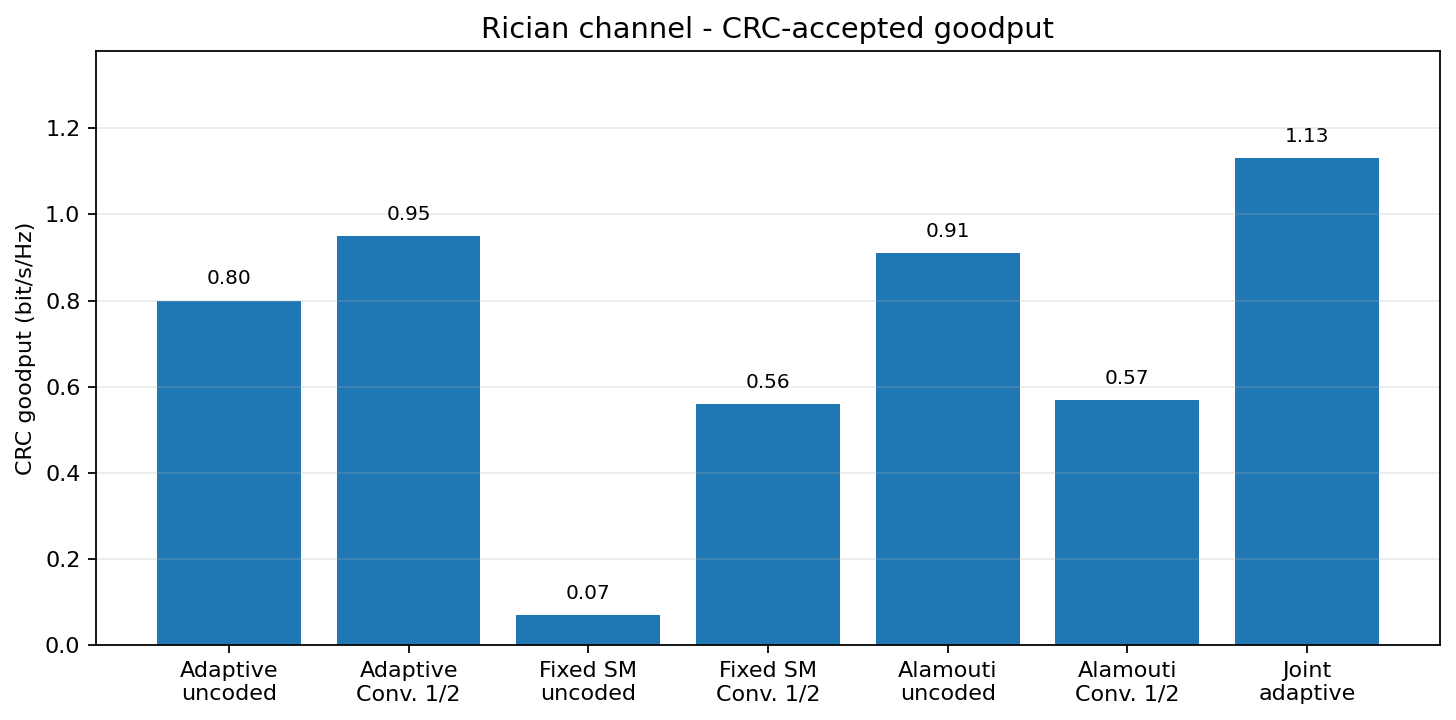 Rician channel - CRC-accepted goodput
CRC goodput (bit/s/Hz)
1.2
1.0
0.8
0.6
0.4
0.2
0.0
0.80
0.95
0.07
0.56
0.91
0.57
1.13
Adaptive
uncoded
Adaptive
Conv. 1/2
Fixed SM
uncoded
Fixed SM
Conv. 1/2
Alamouti
uncoded
Alamouti
Conv. 1/2
Joint
adaptive